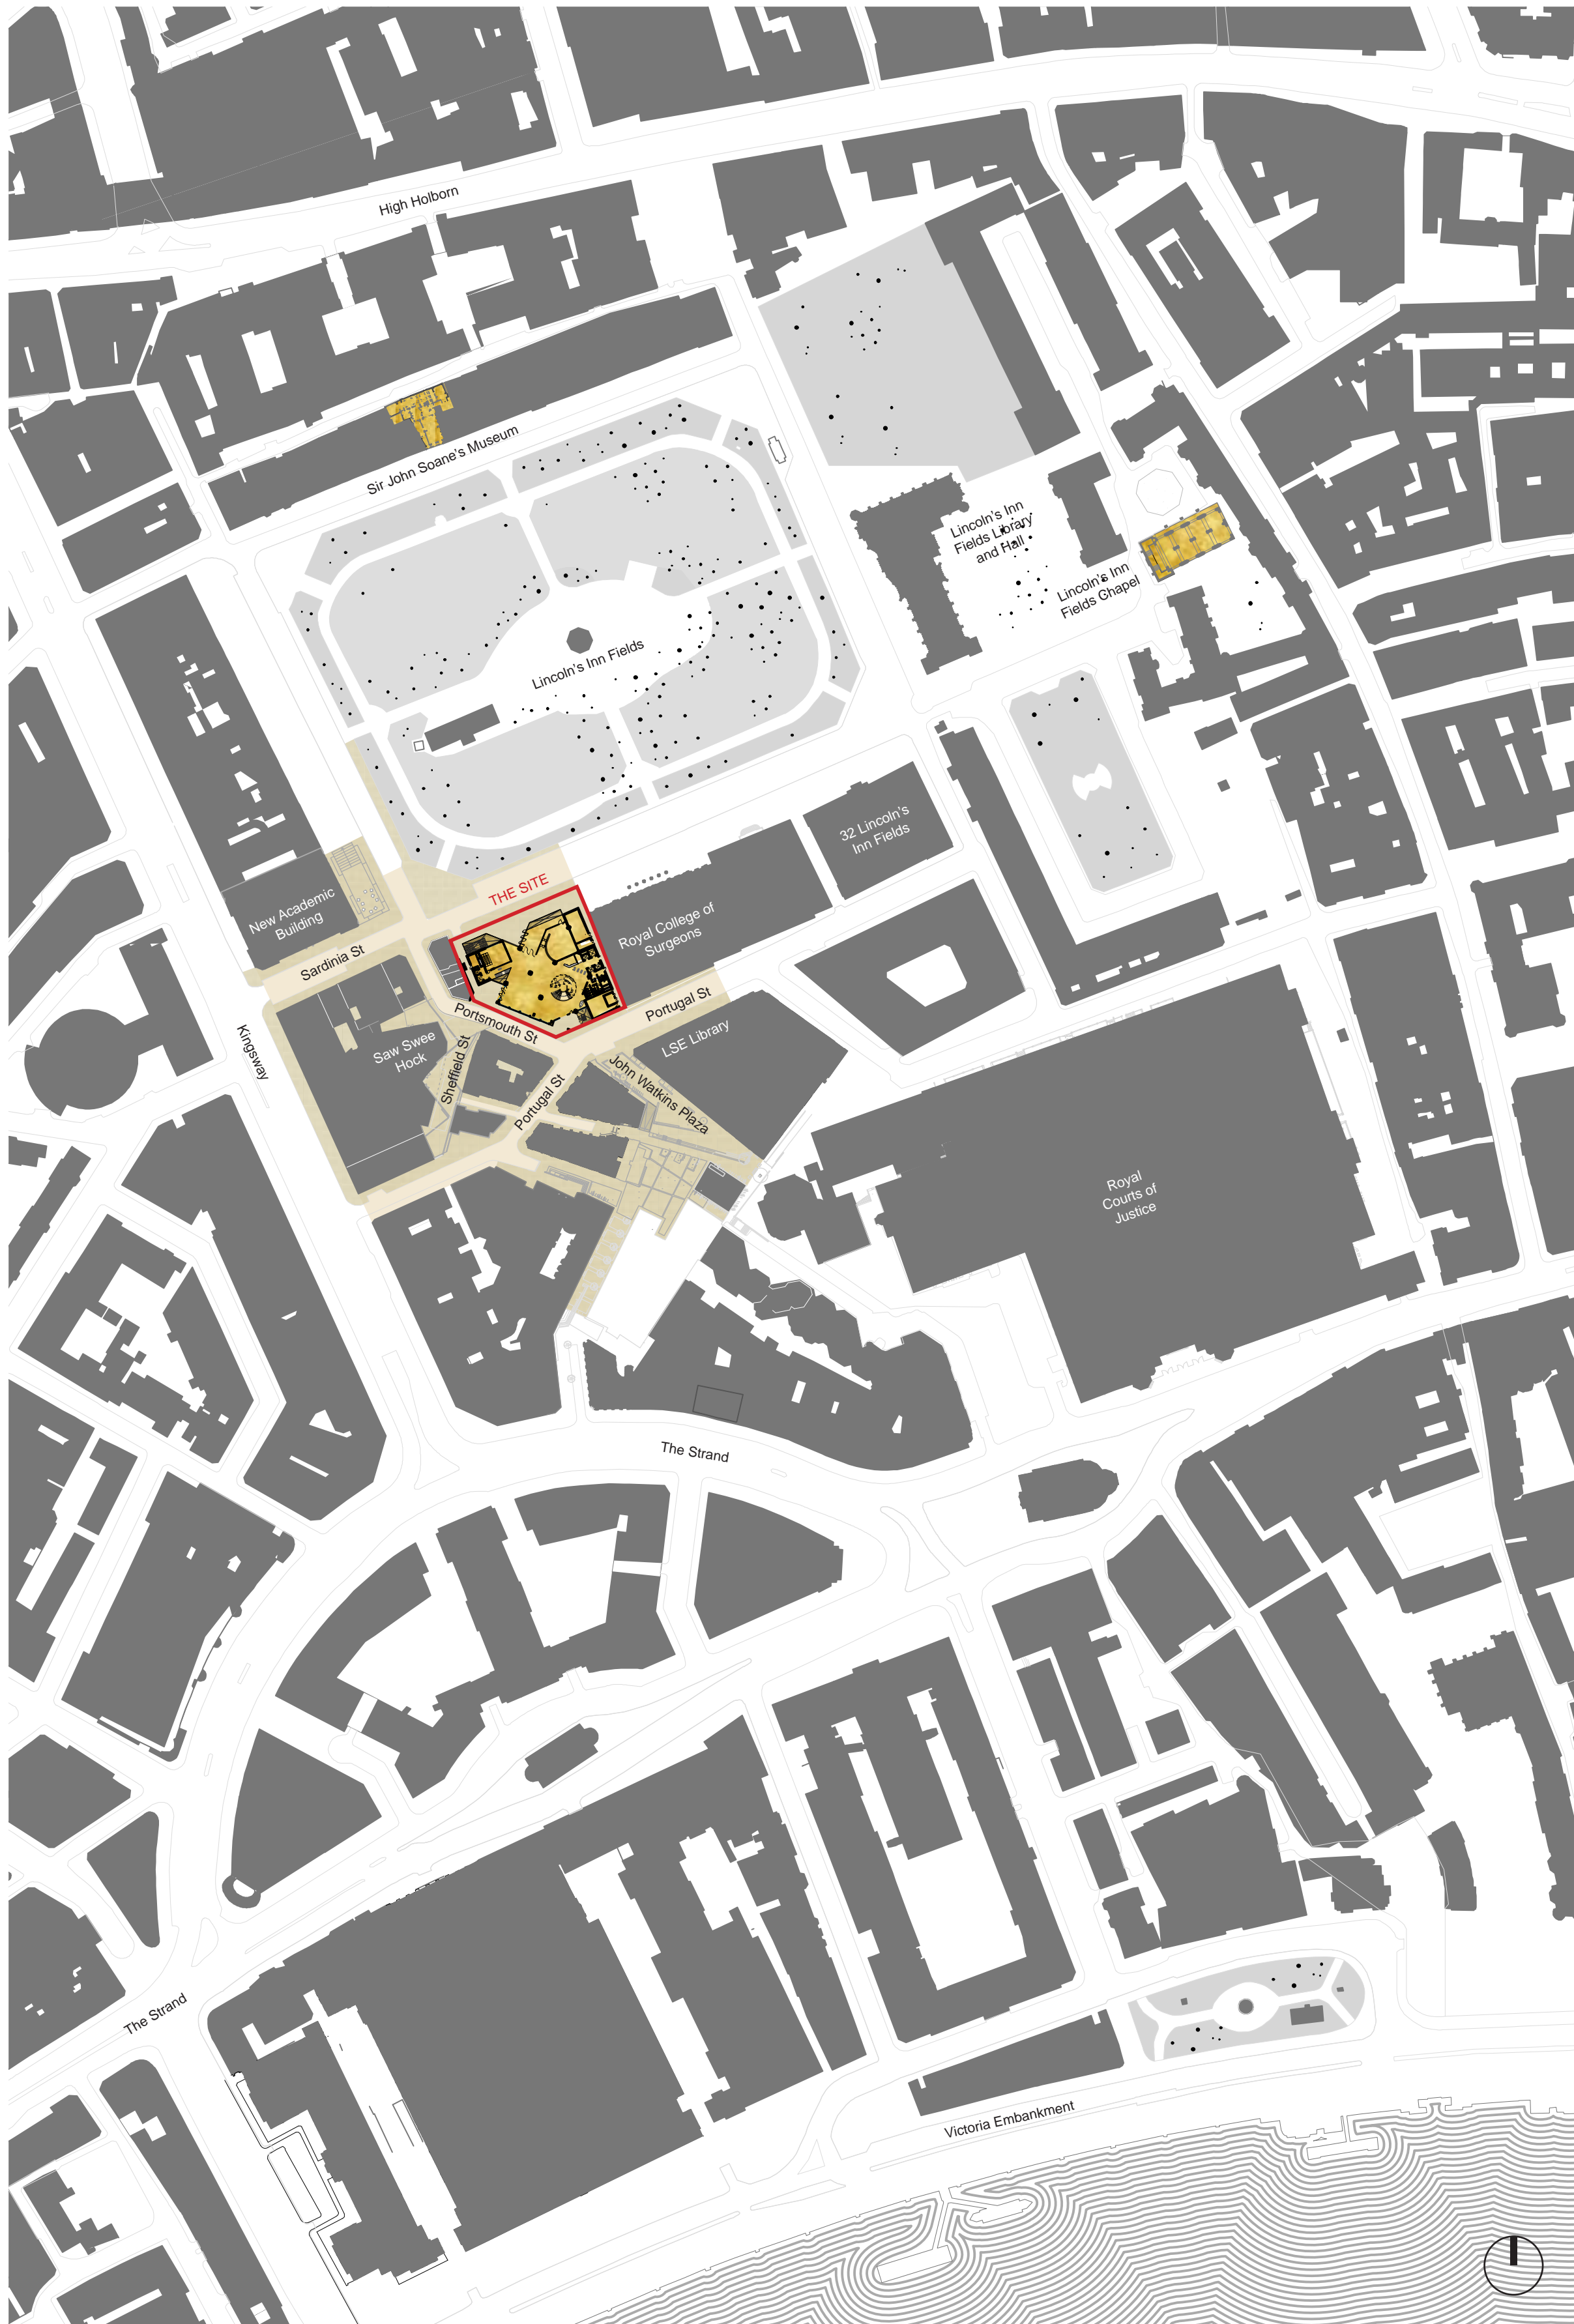 High Holborn
Sir John Soane's Museum
Lincoln's Inn
Fields Library
and Hall
Lincoln's Inn
Fields Chapel
Lincoln's Inn Fields
32 Lincoln's
Inn Fields
THE SITE
New Academic
Building
Royal College of
Surgeons
Sardinia St
Portsmouth St
Portugal St
Kingsway
Saw Swee
Hock
Sheffield St
LSE Library
John Watkins Plaza
Portugal St
Royal
Courts of
Justice
The Strand
The Strand
Victoria Embankment